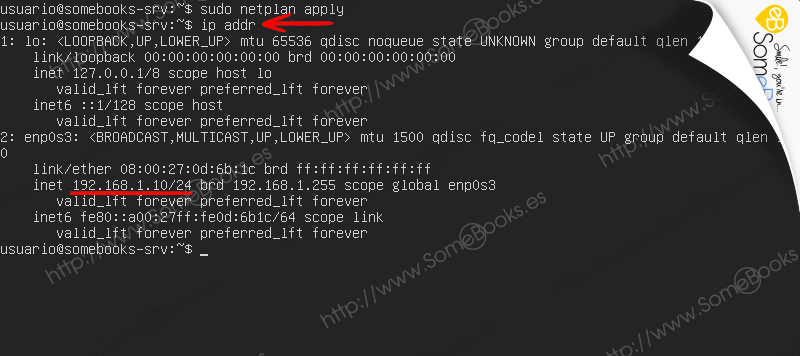 usuario@somebooks-srv:~$ sudo netplan apply
usuario@somebooks-srv:~$ ip addr
1: lo: <LOOPBACK,UP,LOWER_UP> mtu 65536 qdisc noqueue state UNKNOWN group default qlen
link/loopback 00:00:00:00:00:00 brd 00:00:00:00:00:00
inet 127.0.0.1/8 scope host lo
valid_lft forever preferred_lft forever
inet6 ::1/128 scope host
valid_lft forever preferred_lft forever
2: enp0s3: <BROADCAST,MULTICAST,UP,LOWER_UP> mtu 1500 qdisc fq_codel state UP group default qlen
0
link/ether 08:00:27:0d:6b:1c brd ff:ff:ff:ff:ff:ff
inet 192.168.1.10/24 brd 192.168.1.255 scope global enp0s3
valid_lft forever preferred_lft forever
inet6 fe80::a00:27ff:fe0d:6b1c/64 scope link
valid_lft forever preferred_lft forever
usuario@somebooks-srv:~$ _
http://www.SomeBooks.es